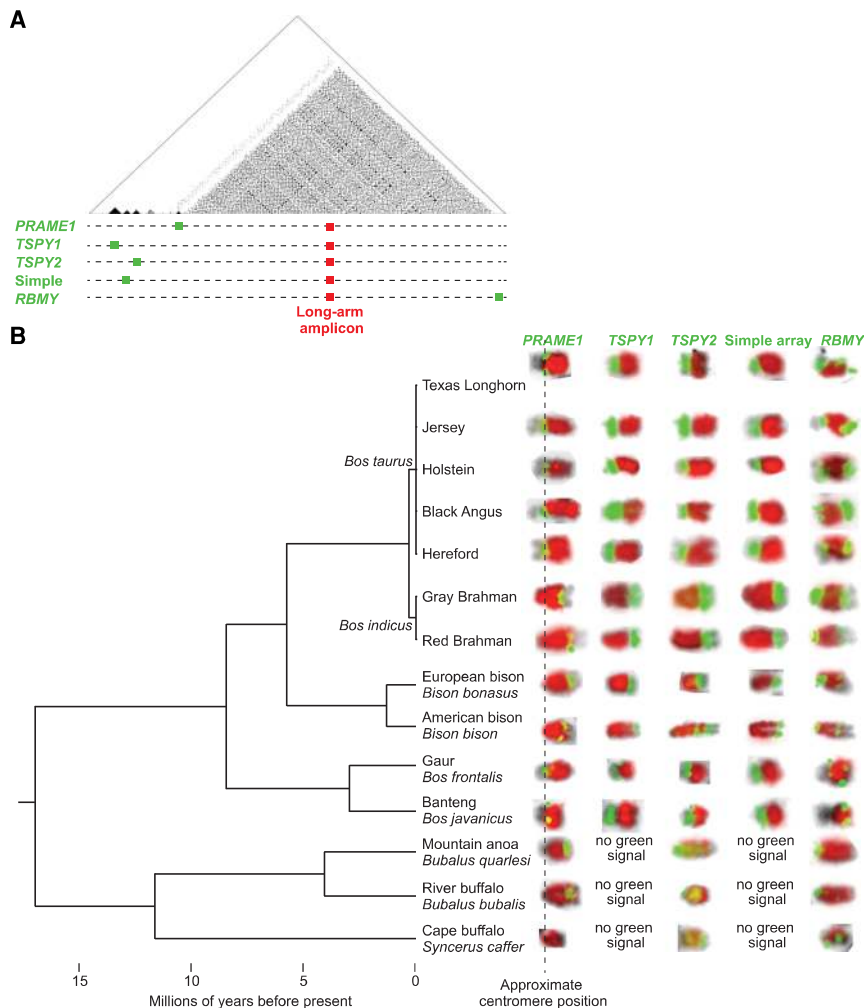 A
PRAME1
TSPY1
TSPY2
Simple
RBMY
Long-arm
amplicon
B
PRAME1 TSPY1 TSPY2 Simple array RBMY
Texas Longhorn
Jersey
Bos taurus
Holstein
Black Angus
Hereford
Gray Brahman
Bos indicus
Red Brahman
European bison
Bison bonasus
American bison
Bison bison
Gaur
Bos frontalis
Banteng
Bos javanicus
Mountain anoa
Bubalus quarlesi
no green
signal
no green
signal
River buffalo
Bubalus bubalis
no green
signal
no green
signal
Cape buffalo
Syncerus caffer
no green
signal
no green
signal
15 10 5 0
Millions of years before present
Approximate
centromere position